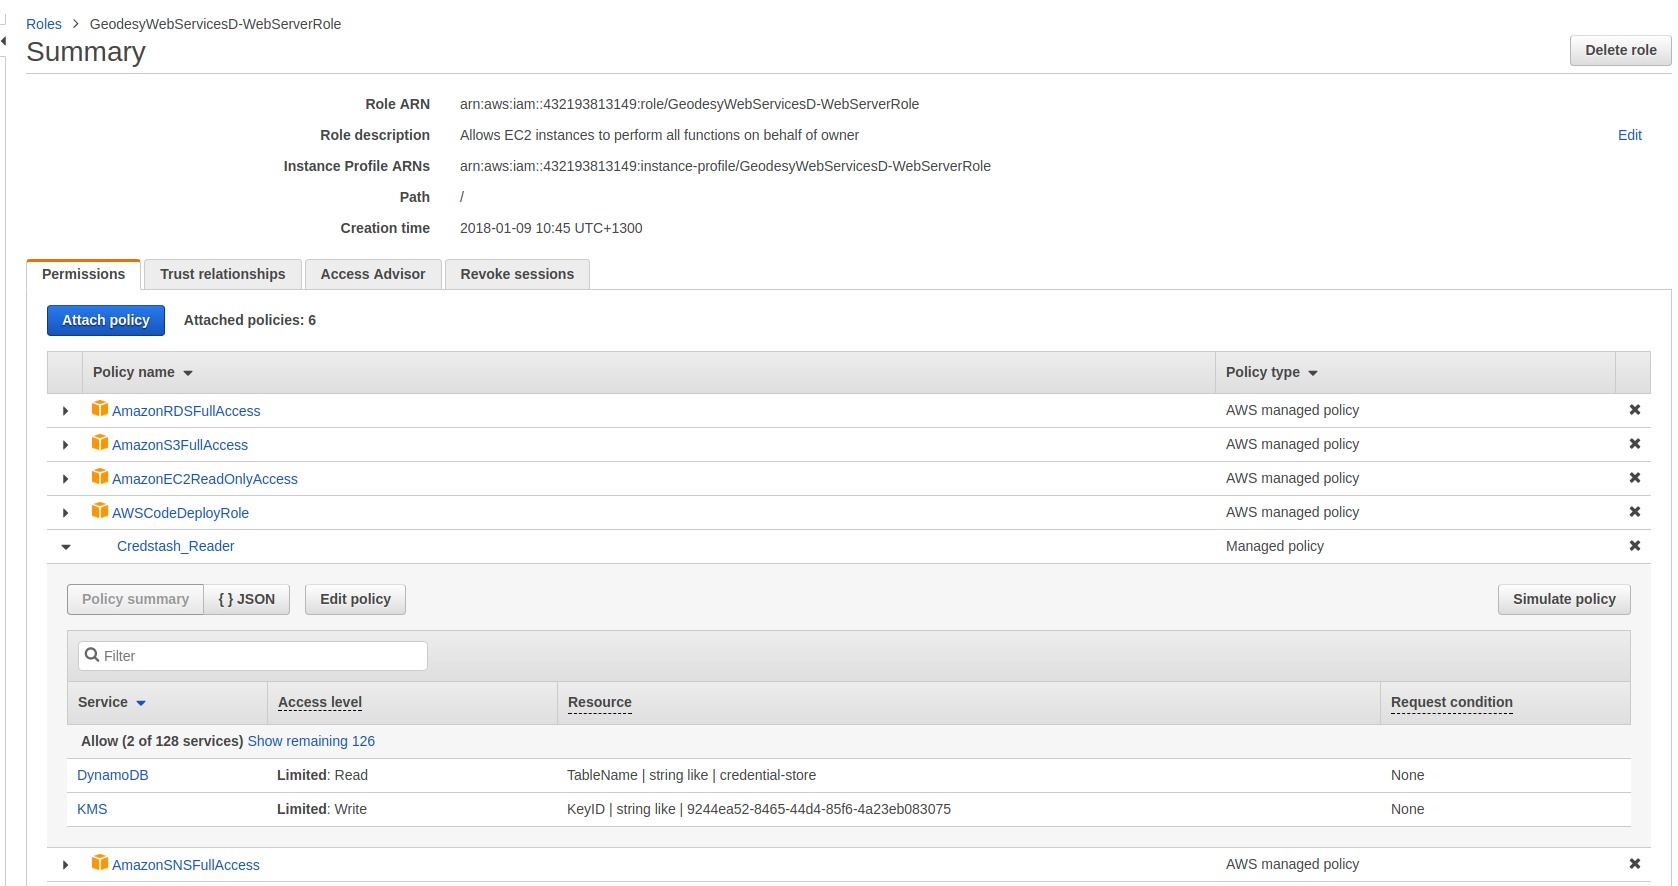 Roles > GeodesyWebServicesD-WebServerRole
Summary
Delete role
Role ARN arn:aws:iam::432193813149:role/GeodesyWebServicesD-WebServerRole
Role description Allows EC2 instances to perform all functions on behalf of owner Edit
Instance Profile ARNs arn:aws:iam::432193813149:instance-profile/GeodesyWebServicesD-WebServerRole
Path /
Creation time 2018-01-09 10:45 UTC+1300
Permissions Trust relationships Access Advisor Revoke sessions
Attach policy Attached policies: 6
Policy name Policy type
AmazonRDSFullAccess AWS managed policy
AmazonS3FullAccess AWS managed policy
AmazonEC2ReadOnlyAccess AWS managed policy
AWSCodeDeployRole AWS managed policy
Credstash_Reader Managed policy
Policy summary { } JSON Edit policy Simulate policy
Filter
Service Access level Resource Request condition
Allow (2 of 128 services) Show remaining 126
DynamoDB Limited: Read TableName | string like | credential-store None
KMS Limited: Write KeyID | string like | 9244ea52-8465-44d4-85f6-4a23eb083075 None
AmazonSNSFullAccess AWS managed policy